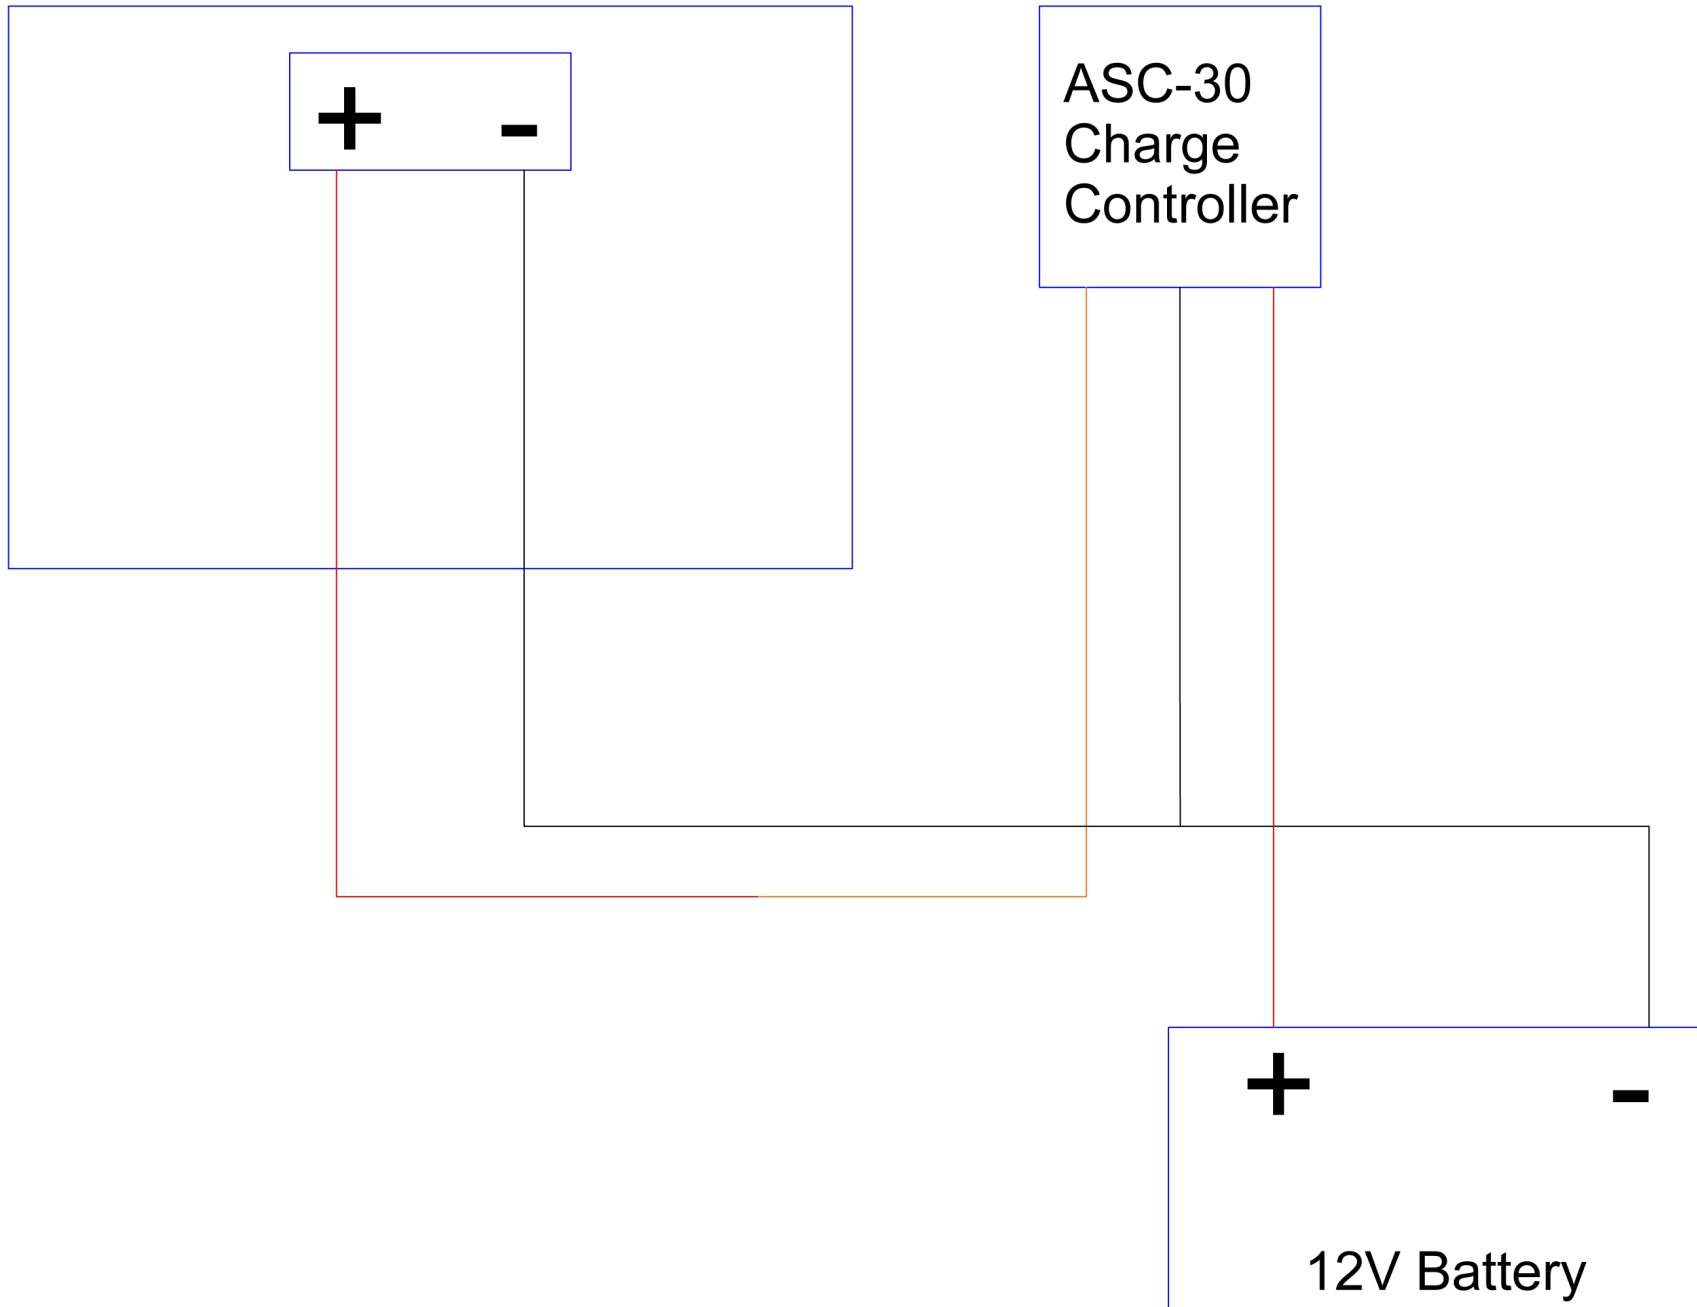 + -
ASC-30
Charge
Controller
+ -
12V Battery